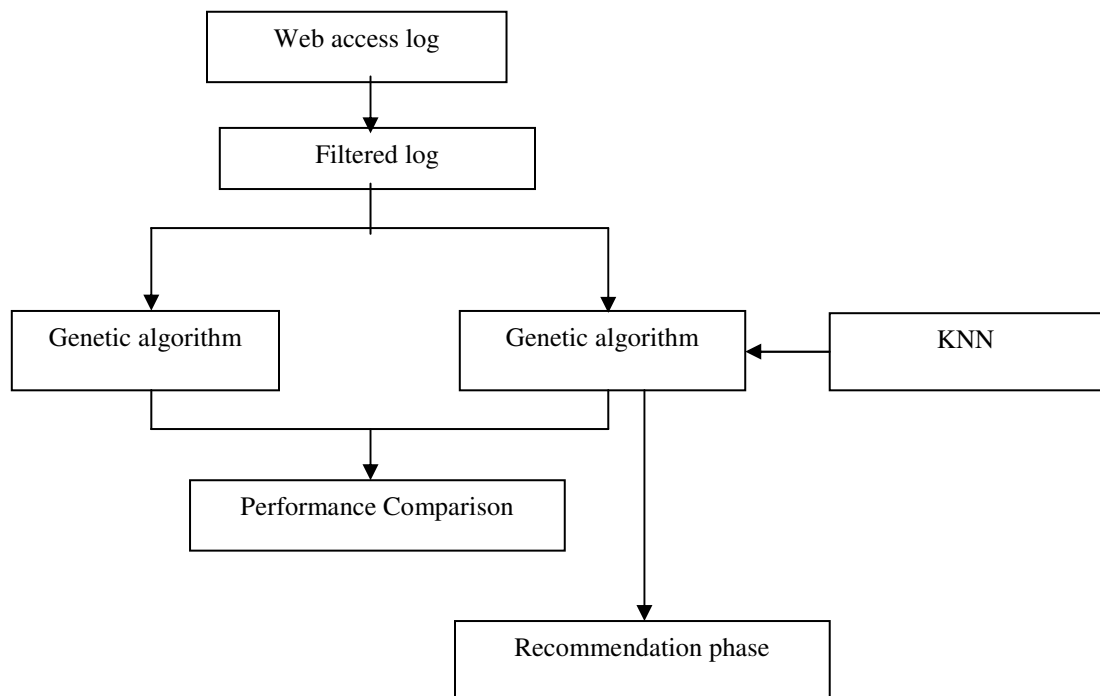 Web access log
Filtered log
Genetic algorithm
Genetic algorithm
KNN
Performance Comparison
Recommendation phase